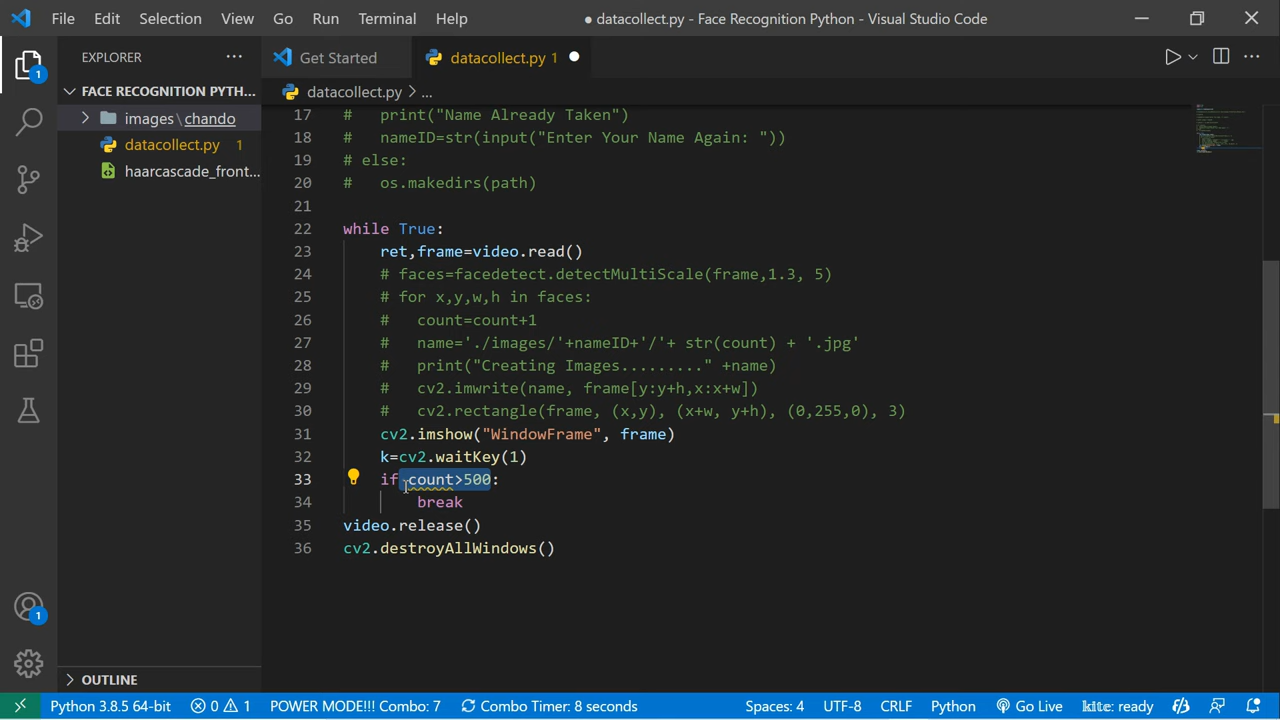 File Edit Selection View Go Run Terminal Help ● datacollect.py - Face Recognition Python - Visual Studio Code
EXPLORER ...
Get Started
datacollect.py 1
FACE RECOGNITION PYTH...
datacollect.py > ...
images\chando
datacollect.py 1
haarcascade_front...
17 # print("Name Already Taken")
18 # nameID=str(input("Enter Your Name Again: "))
19 # else:
20 # os.makedirs(path)
21
22 while True:
23 ret,frame=video.read()
24 # faces=facedetect.detectMultiScale(frame,1.3, 5)
25 # for x,y,w,h in faces:
26 # count=count+1
27 # name='./images/'+nameID+'/'+ str(count) + '.jpg'
28 # print("Creating Images........." +name)
29 # cv2.imwrite(name, frame[y:y+h,x:x+w])
30 # cv2.rectangle(frame, (x,y), (x+w, y+h), (0,255,0), 3)
31 cv2.imshow("WindowFrame", frame)
32 k=cv2.waitKey(1)
33 if count>500:
34 break
35 video.release()
36 cv2.destroyAllWindows()
1
1
OUTLINE
Python 3.8.5 64-bit 0 1 POWER MODE!!! Combo: 7 Combo Timer: 8 seconds Spaces: 4 UTF-8 CRLF Python Go Live kite: ready